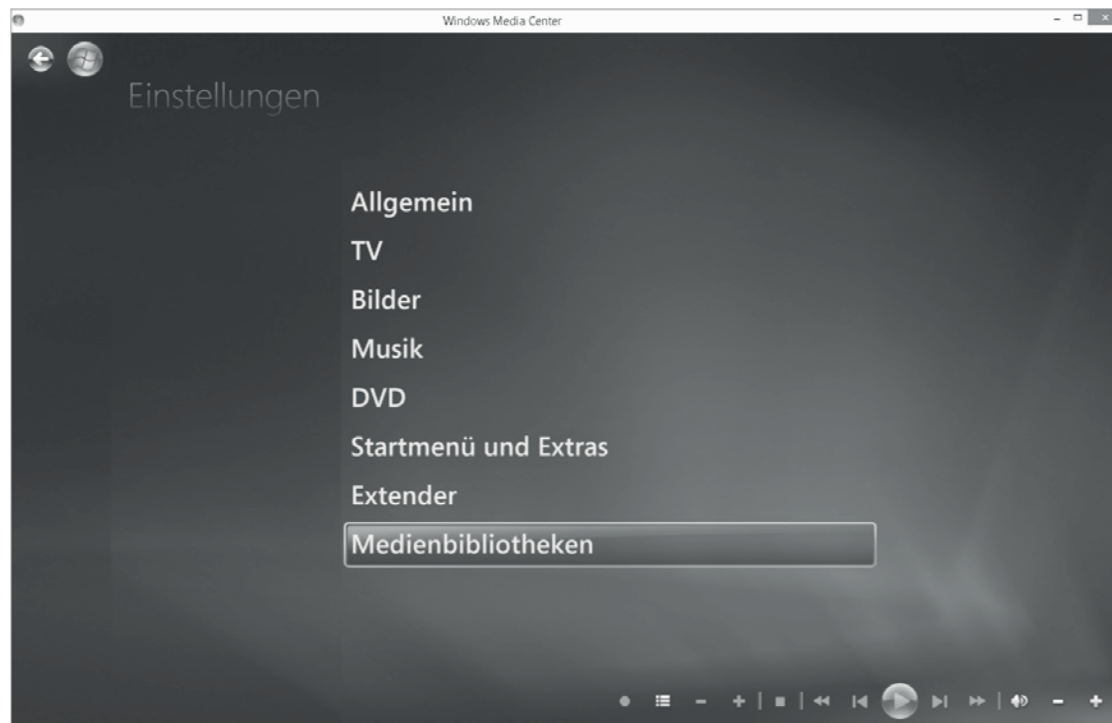 Windows Media Center
Einstellungen
Allgemein
TV
Bilder
Musik
DVD
Startmenü und Extras
Extender
Medienbibliotheken